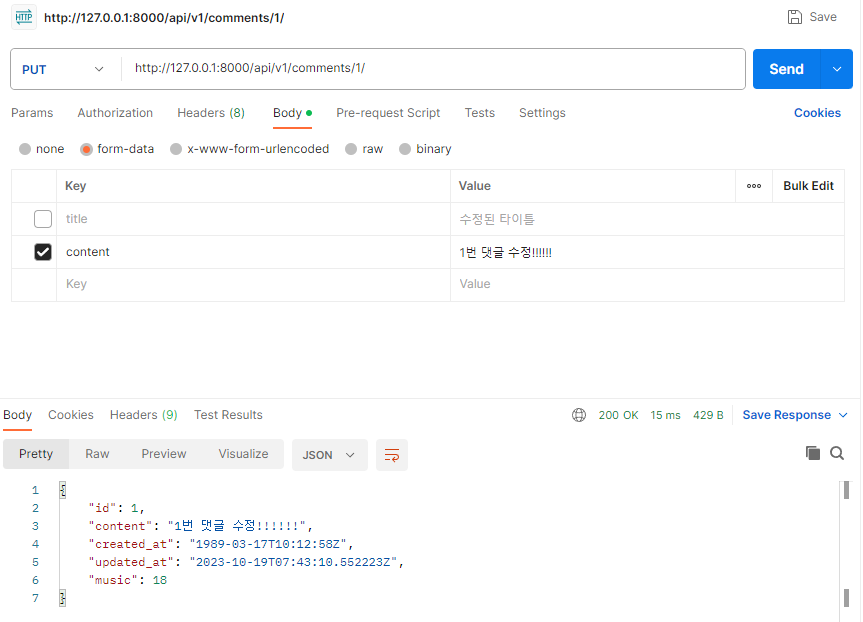 HTTP http://127.0.0.1:8000/api/v1/comments/1/ Save
PUT http://127.0.0.1:8000/api/v1/comments/1/ Send
Params Authorization Headers (8) Body Pre-request Script Tests Settings Cookies
none form-data x-www-form-urlencoded raw binary
Key Value Bulk Edit
title 수정된 타이틀
content 1번 댓글 수정!!!!!!
Key Value
Body Cookies Headers (9) Test Results 200 OK 15 ms 429 B Save Response
Pretty Raw Preview Visualize JSON
1 {
2 "id": 1,
3 "content": "1번 댓글 수정!!!!!!",
4 "created_at": "1989-03-17T10:12:58Z",
5 "updated_at": "2023-10-19T07:43:10.552223Z",
6 "music": 18
7 }